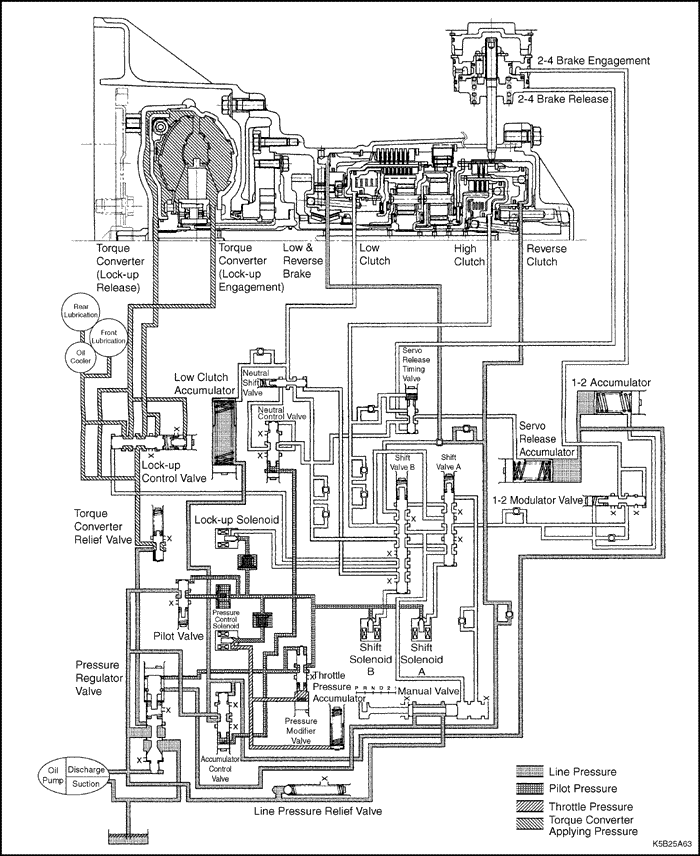 2-4 Brake Engagement
2-4 Brake Release
Torque
Converter
(Lock-up
Release)
Torque
Converter
(Lock-up
Engagement)
Low &
Reverse
Brake
Low
Clutch
High
Clutch
Reverse
Clutch
Rear
Lubrication
Front
Lubrication
Oil
Cooler
Low Clutch
Accumulator
Neutral
Shift
Valve
Servo
Release
Timing
Valve
1-2 Accumulator
Neutral
Control Valve
X
Lock-up
Control Valve
X
X
X
Servo
Release
Accumulator
Shift
Valve B
Shift
Valve A
1-2 Modulator Valve
X
X
Torque
Converter
Relief Valve
X
Lock-up Solenoid
X
X
X
Pilot Valve
X
Pressure
Control
Solenoid
Shift
Solenoid
B
Shift
Solenoid
A
Pressure
Regulator
Valve
X
X
Throttle
Pressure
Accumulator
P R N D 2 1
Manual Valve
X
X
X
Pressure
Modifier
Valve
X
Accumulator
Control
Valve
Oil
Pump
Discharge
Suction
X
Line Pressure Relief Valve
Line Pressure
Pilot Pressure
Throttle Pressure
Torque Converter
Applying Pressure
K5B25A63